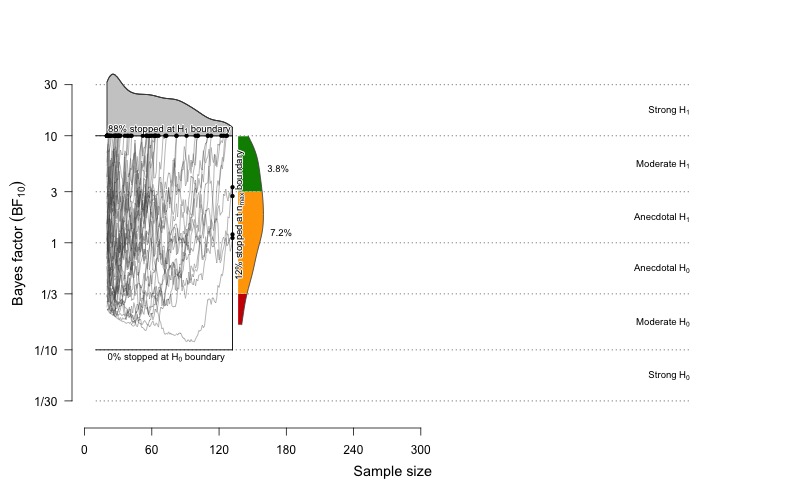 30
10
3
1
1/3
1/10
1/30
Bayes factor (BF₁₀)
88% stopped at H₁ boundary
12% stopped at nₘₐₓ boundary
0% stopped at H₀ boundary
3.8%
7.2%
Strong H₁
Moderate H₁
Anecdotal H₁
Anecdotal H₀
Moderate H₀
Strong H₀
0 60 120 180 240 300
Sample size